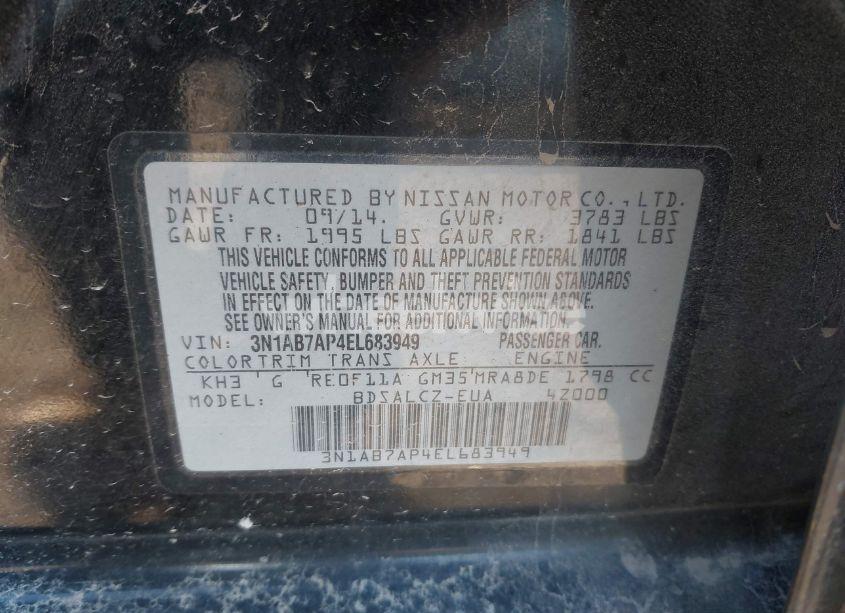 MANUFACTURED BY NISSAN MOTOR CO., LTD.
DATE: 09/14. GVWR: 3783 LBS
GAWR FR: 1995 LBS GAWR RR: 1841 LBS
THIS VEHICLE CONFORMS TO ALL APPLICABLE FEDERAL MOTOR
VEHICLE SAFETY, BUMPER AND THEFT PREVENTION STANDARDS
IN EFFECT ON THE DATE OF MANUFACTURE SHOWN ABOVE.
SEE OWNER'S MANUAL FOR ADDITIONAL INFORMATION.
VIN: 3N1AB7AP4EL683949 PASSENGER CAR.
COLOR TRIM TRANS AXLE ENGINE
KH3 G RE0F11A GM35 MRA8DE 1798 CC
MODEL: BDSALCZ-EUA 4Z000
3N1AB7AP4EL683949